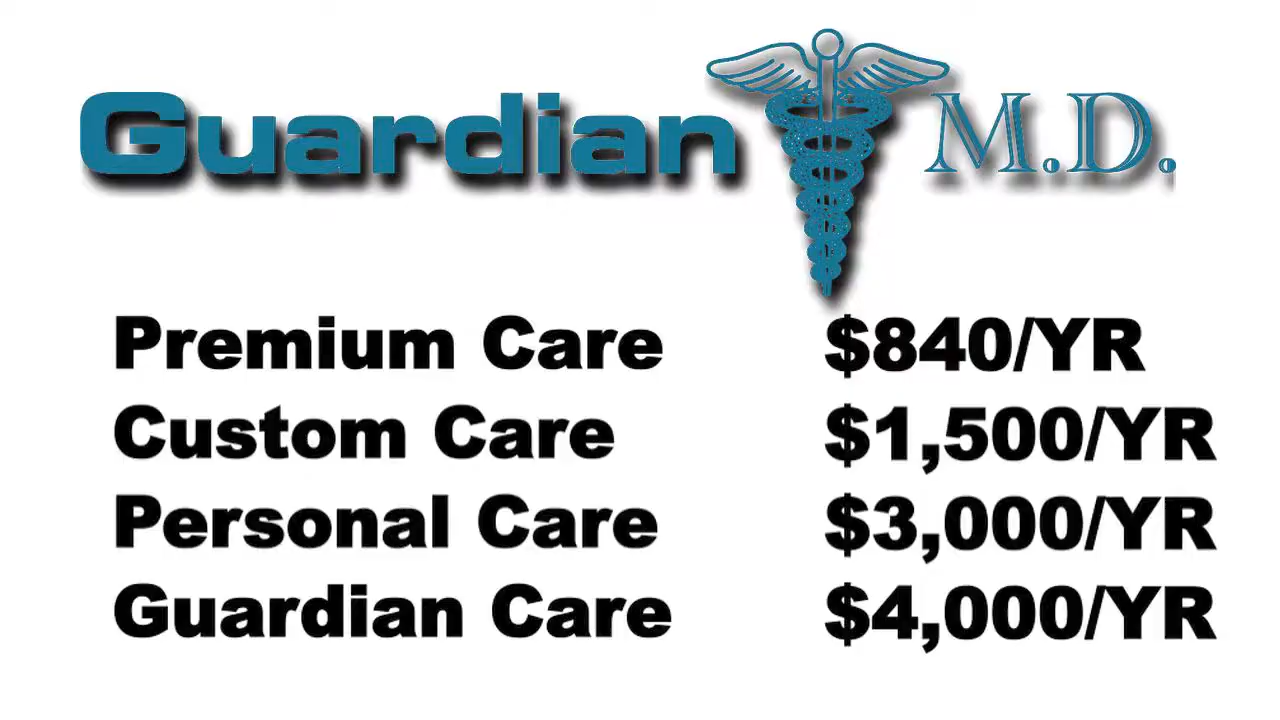 Guardian M.D.
Premium Care $840/YR
Custom Care $1,500/YR
Personal Care $3,000/YR
Guardian Care $4,000/YR